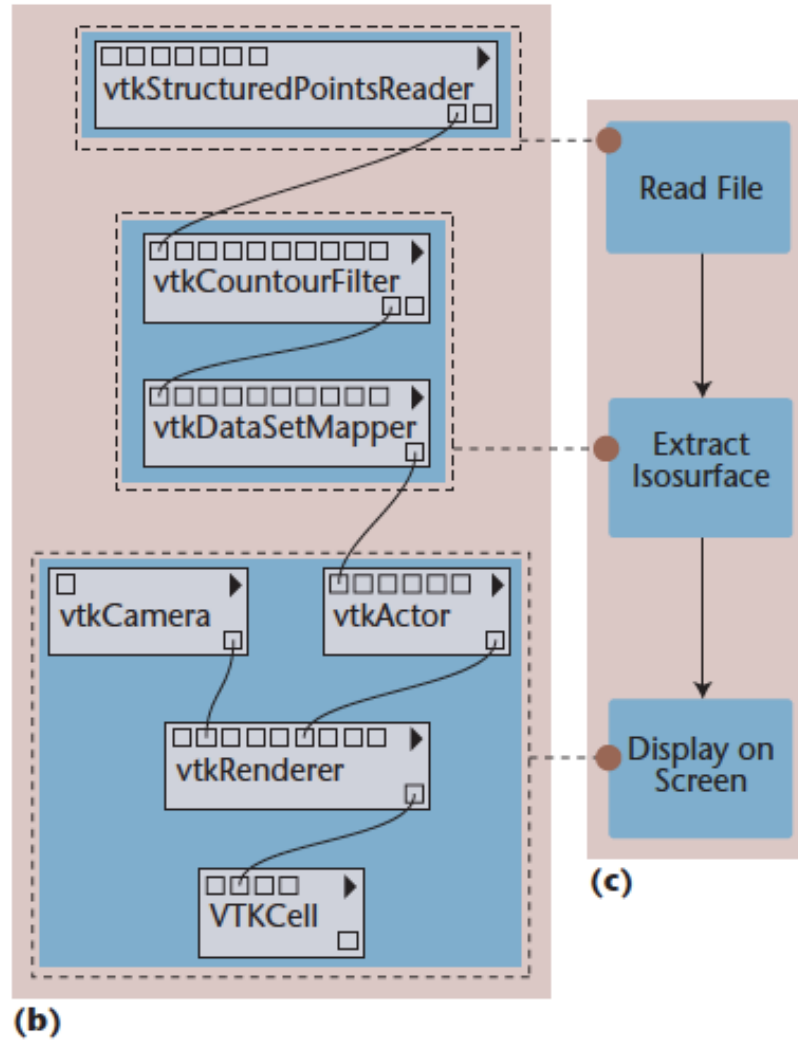 vtkStructuredPointsReader
vtkCountourFilter
vtkDataSetMapper
vtkCamera
vtkActor
vtkRenderer
VTKCell
(b)
Read File
Extract
Isosurface
Display on
Screen
(c)